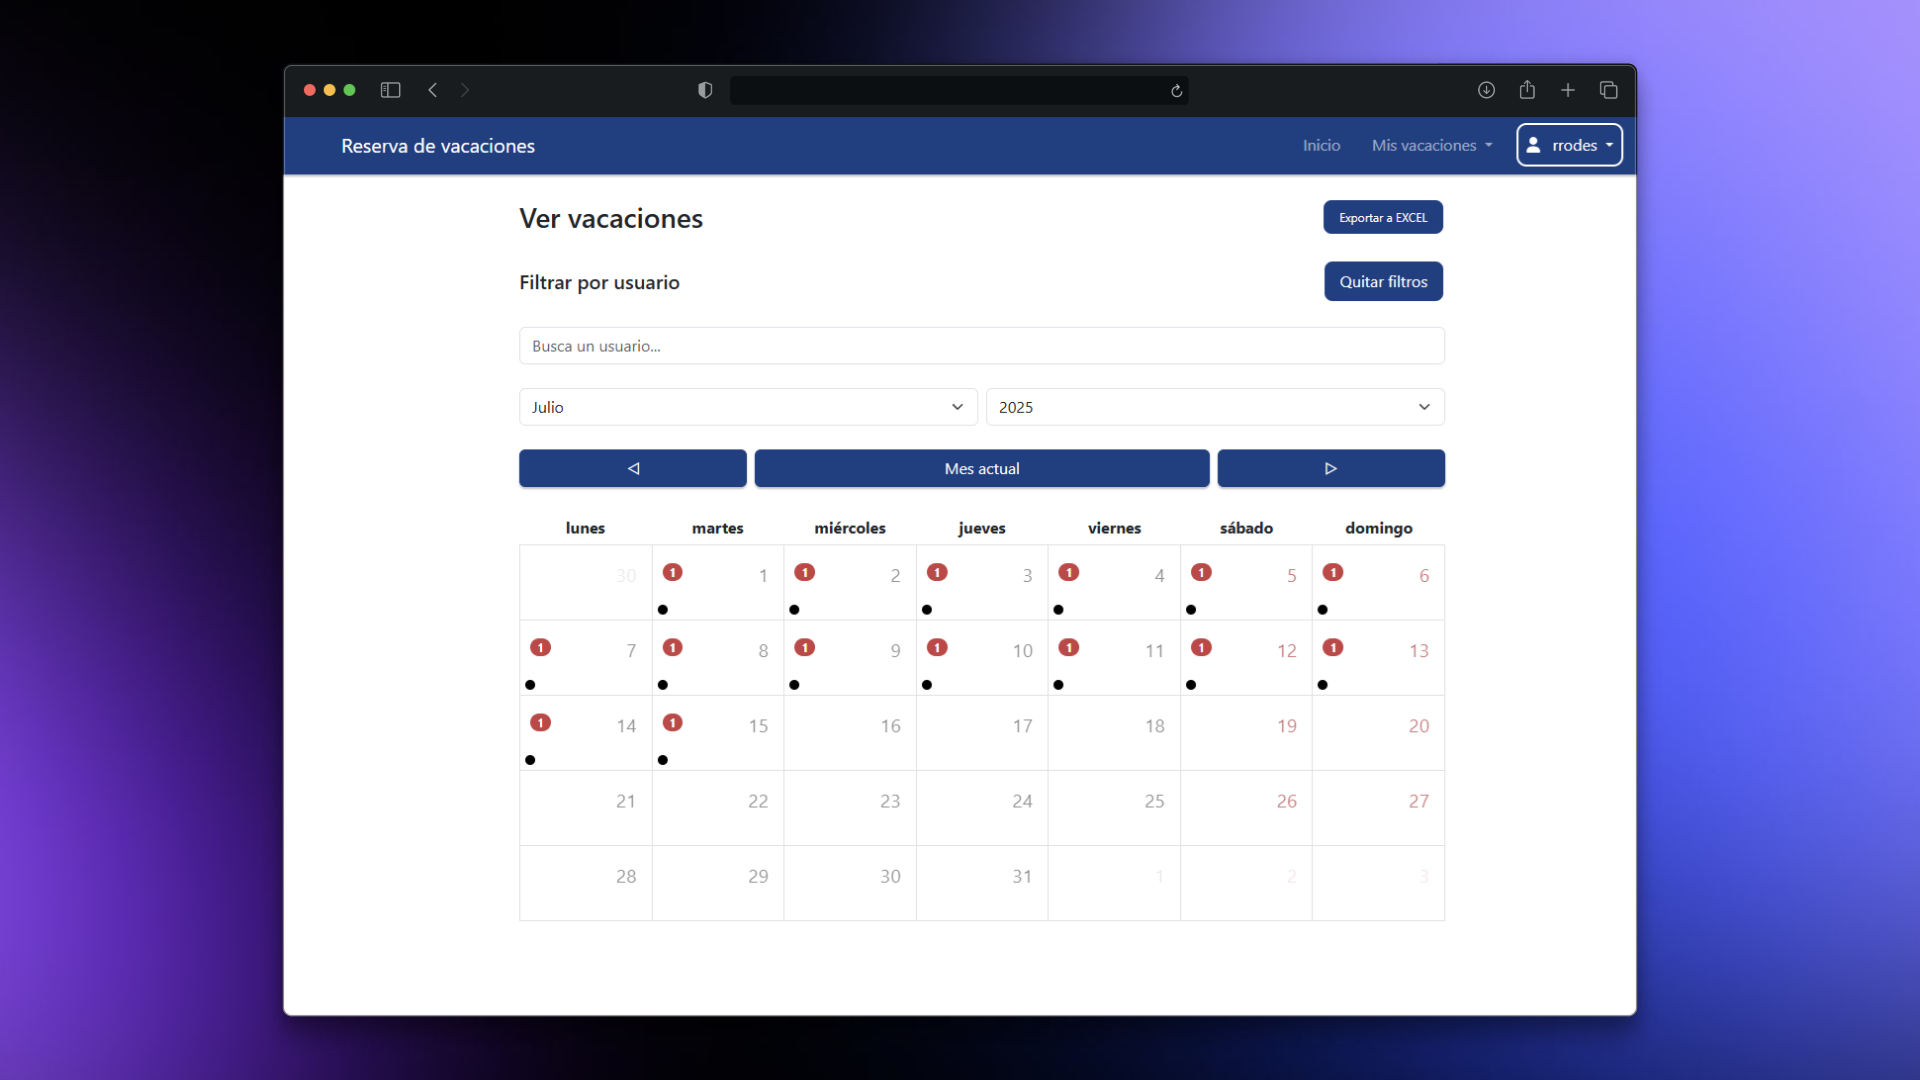 Reserva de vacaciones
Inicio
Mis vacaciones
rrodes
Ver vacaciones
Exportar a EXCEL
Filtrar por usuario
Quitar filtros
Busca un usuario...
Julio
2025
Mes actual
lunes martes miércoles jueves viernes sábado domingo
30 1 1 1 2 1 3 1 4 1 5 1 6
1 7 1 8 1 9 1 10 1 11 1 12 1 13
1 14 1 15 16 17 18 19 20
21 22 23 24 25 26 27
28 29 30 31 1 2 3